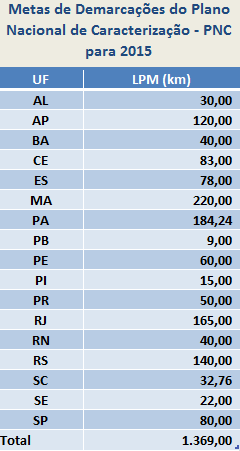 Metas de Demarcações do Plano
Nacional de Caracterização - PNC
para 2015
UF LPM (km)
AL 30,00
AP 120,00
BA 40,00
CE 83,00
ES 78,00
MA 220,00
PA 184,24
PB 9,00
PE 60,00
PI 15,00
PR 50,00
RJ 165,00
RN 40,00
RS 140,00
SC 32,76
SE 22,00
SP 80,00
Total 1.369,00